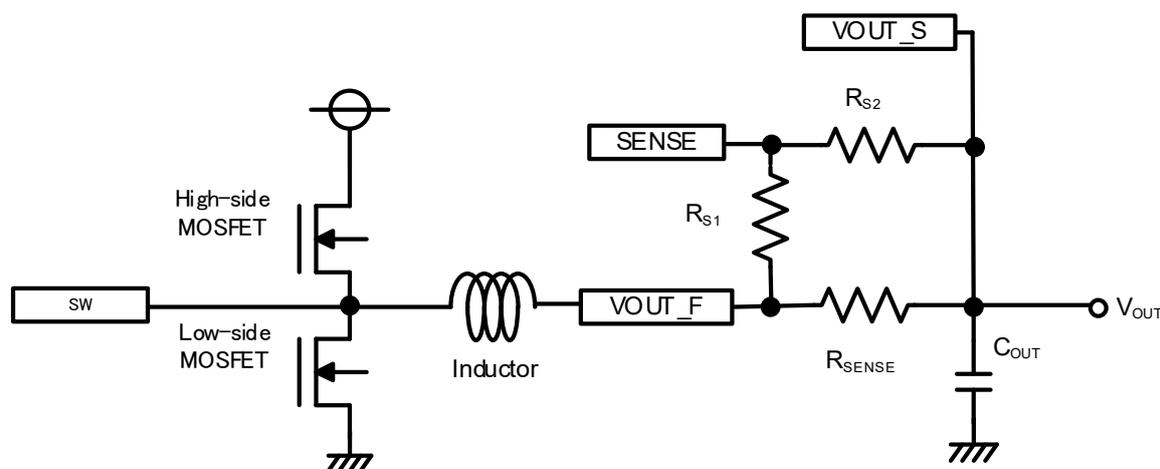 VOUT_S
RS2
SENSE
High-side
MOSFET
RS1
SW
VOUT_F
VOUT
Low-side
MOSFET
Inductor
RSENSE
COUT